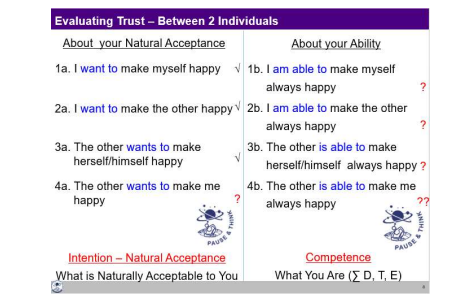 Evaluating Trust – Between 2 Individuals
About your Natural Acceptance
1a. I want to make myself happy √
2a. I want to make the other happy √
3a. The other wants to make
herself/himself happy √
4a. The other wants to make me
happy ?
PAUSE & THINK
Intention – Natural Acceptance
What is Naturally Acceptable to You
About your Ability
1b. I am able to make myself
always happy ?
2b. I am able to make the other
always happy ?
3b. The other is able to make
herself/himself always happy ?
4b. The other is able to make me
always happy ??
PAUSE & THINK
Competence
What You Are (∑ D, T, E)